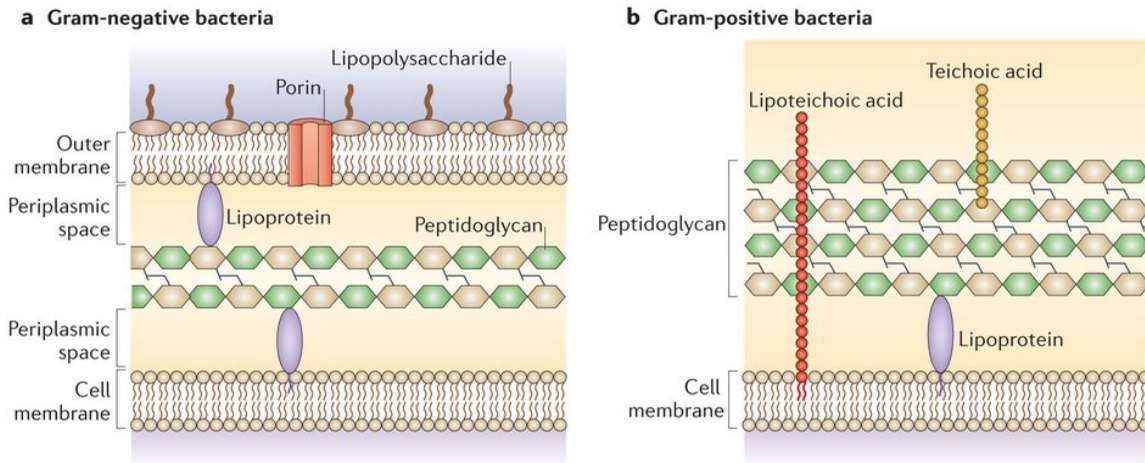 a Gram-negative bacteria
Lipopolysaccharide
Porin
Outer
membrane
Periplasmic
space
Lipoprotein
Peptidoglycan
Periplasmic
space
Cell
membrane
b Gram-positive bacteria
Teichoic acid
Lipoteichoic acid
Peptidoglycan
Lipoprotein
Cell
membrane